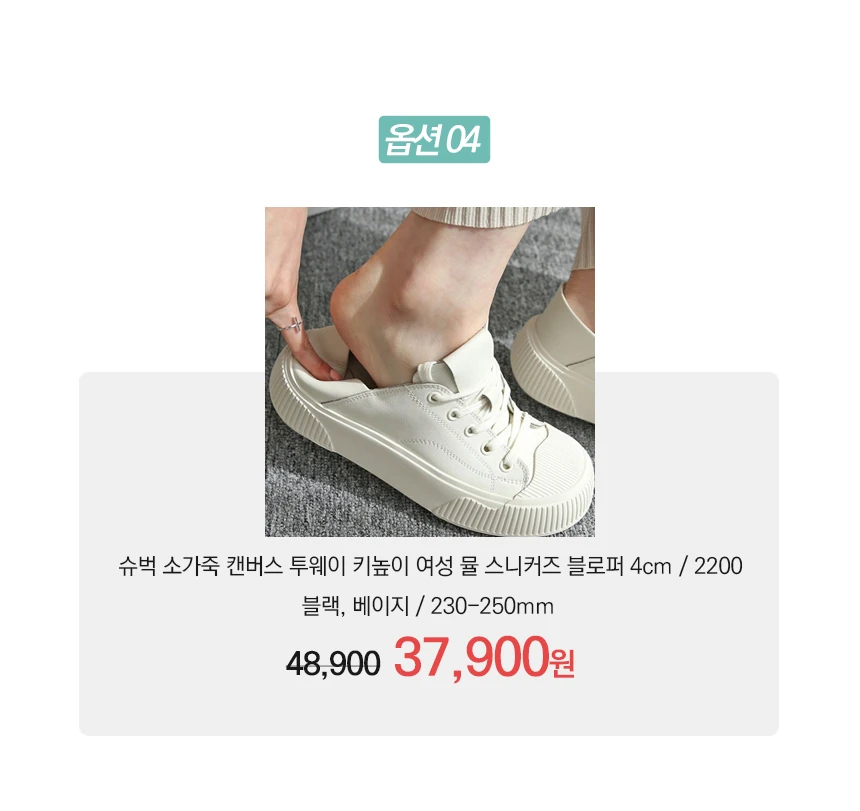 옵션 04
슈벅 소가죽 캔버스 투웨이 키높이 여성 뮬 스니커즈 블로퍼 4cm / 2200
블랙, 베이지 / 230-250mm
48,900 37,900원